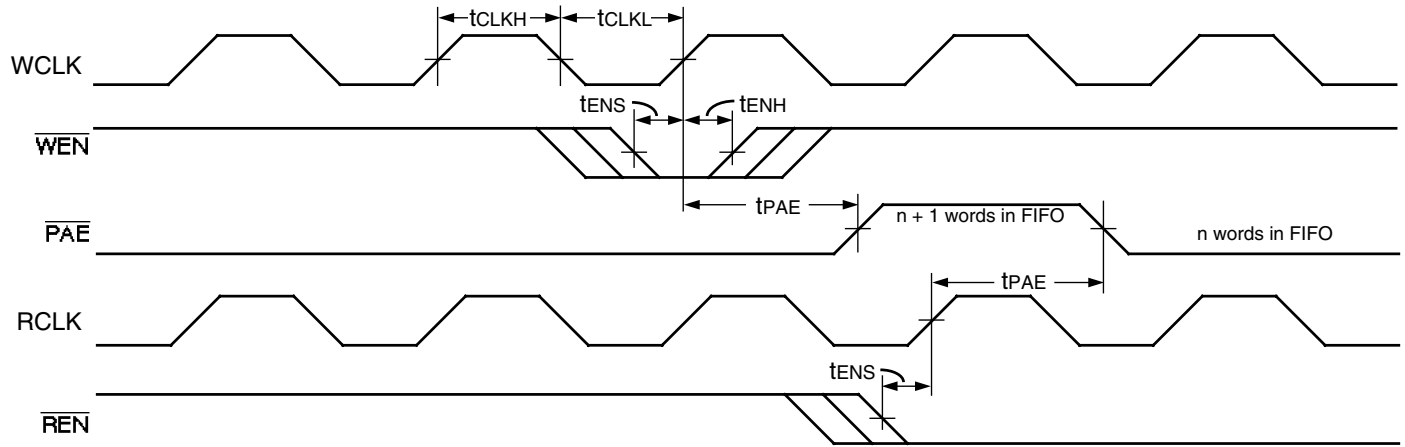 tCLKH
tCLKL
WCLK
tENS
tENH
WEN
tPAE
n + 1 words in FIFO
PAE
n words in FIFO
tPAE
RCLK
tENS
REN